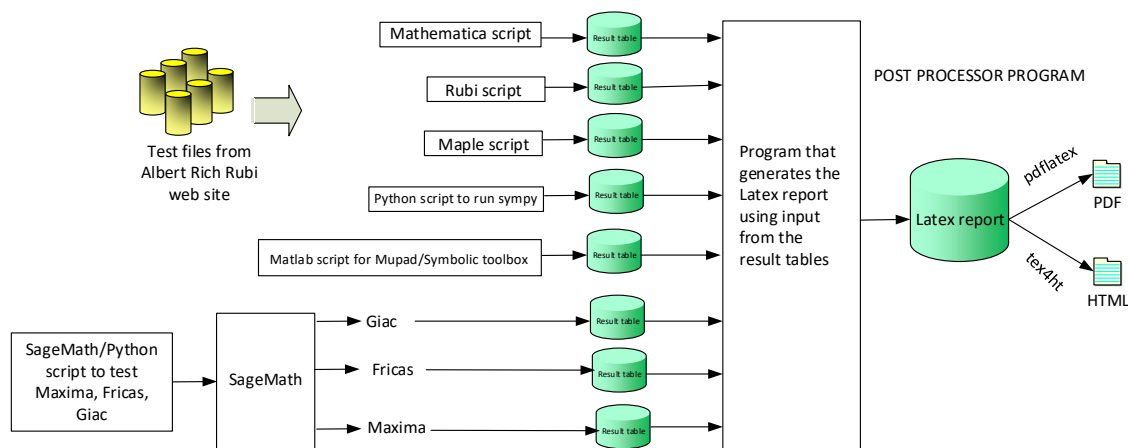 Mathematica script
Result table
Rubi script
Result table
POST PROCESSOR PROGRAM
Test files from
Albert Rich Rubi
web site
Maple script
Result table
Program that
generates the
Latex report
using input
from the
result tables
Python script to run sympy
Result table
Matlab script for Mupad/Symbolic toolbox
Result table
Latex report
pdflatex
PDF
tex4ht
HTML
SageMath/Python
script to test
Maxima, Fricas,
Giac
SageMath
Giac
Result table
Fricas
Result table
Maxima
Result table